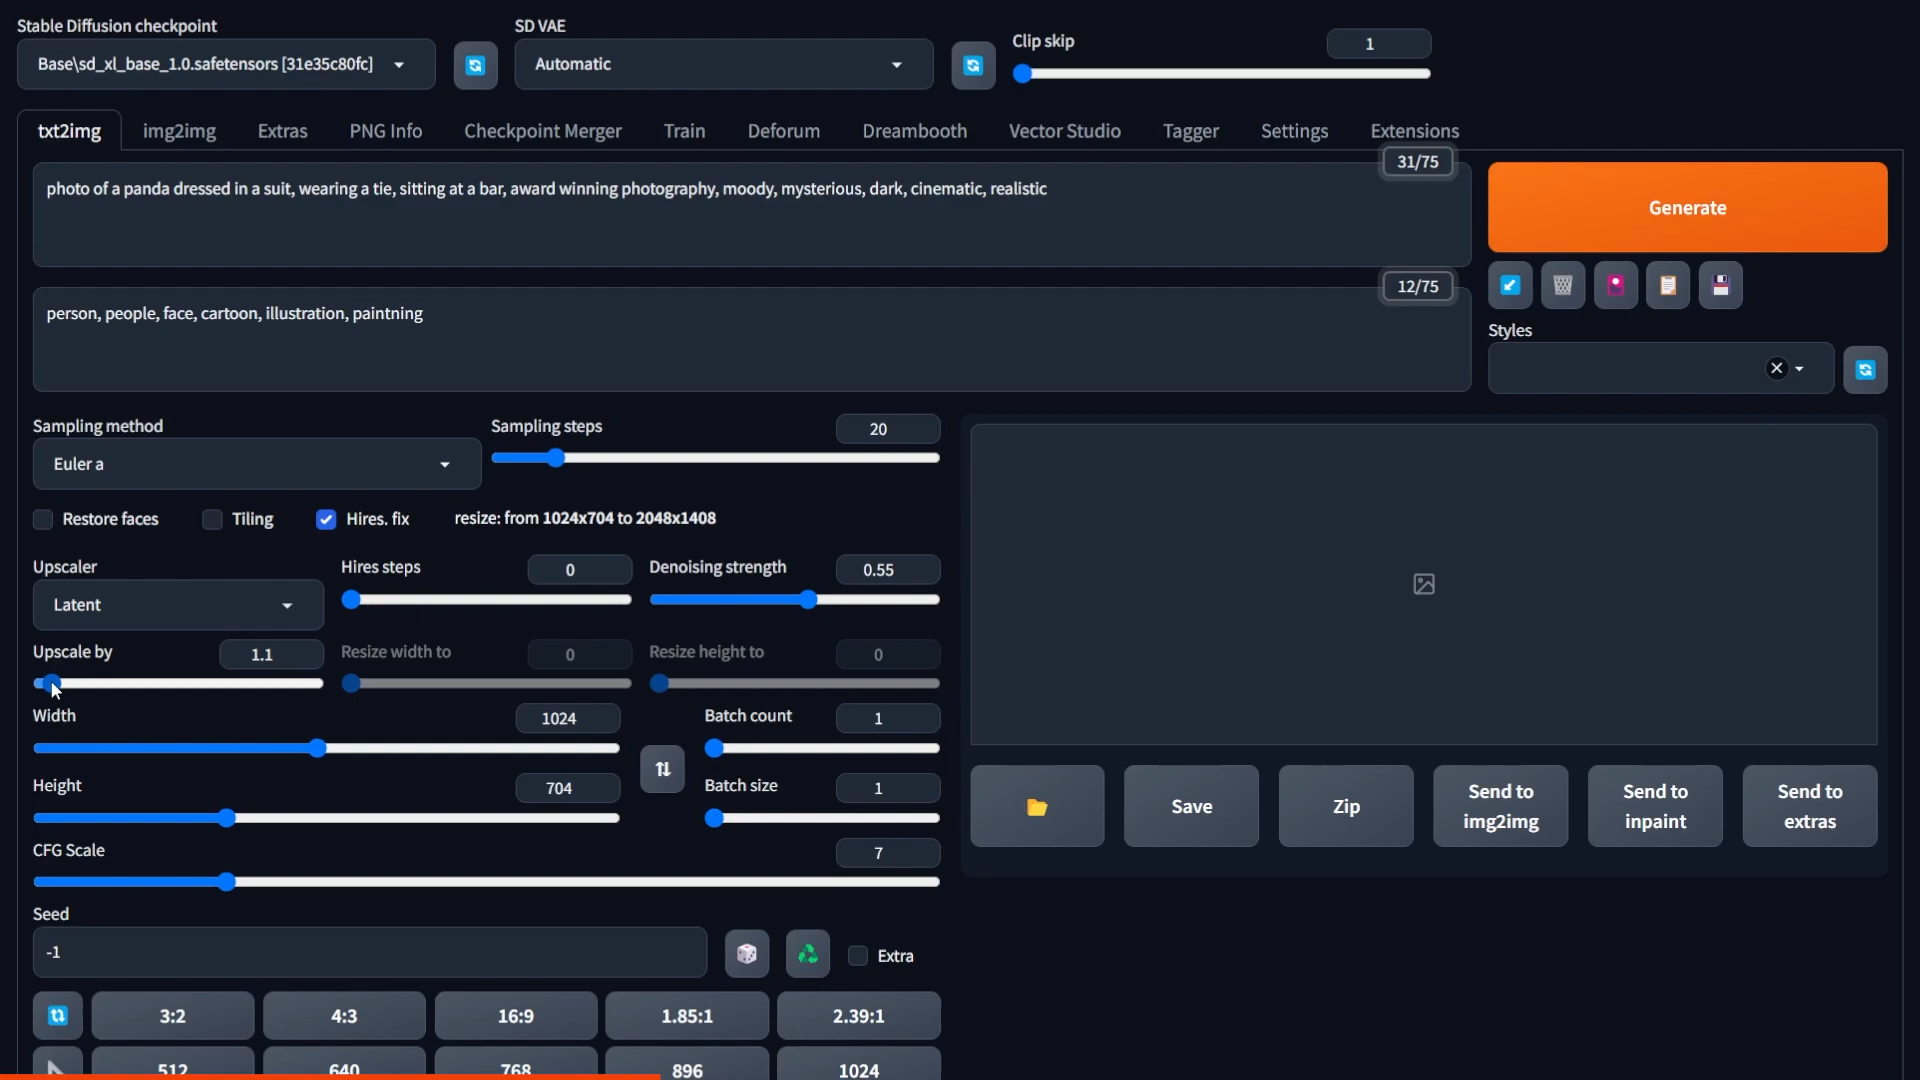 Stable Diffusion checkpoint
SD VAE
Clip skip
1
Base\sd_xl_base_1.0.safetensors [31e35c80fc]
Automatic
txt2img
img2img
Extras
PNG Info
Checkpoint Merger
Train
Deforum
Dreambooth
Vector Studio
Tagger
Settings
Extensions
31/75
photo of a panda dressed in a suit, wearing a tie, sitting at a bar, award winning photography, moody, mysterious, dark, cinematic, realistic
Generate
12/75
person, people, face, cartoon, illustration, paintning
Styles
Sampling method
Sampling steps
20
Euler a
Restore faces
Tiling
Hires. fix
resize: from 1024x704 to 2048x1408
Upscaler
Hires steps
0
Denoising strength
0.55
Latent
Upscale by
1.1
Resize width to
0
Resize height to
0
Width
1024
Batch count
1
Height
704
Batch size
1
Save
Zip
Send to
img2img
Send to
inpaint
Send to
extras
CFG Scale
7
Seed
-1
Extra
3:2
4:3
16:9
1.85:1
2.39:1
512
640
768
896
1024